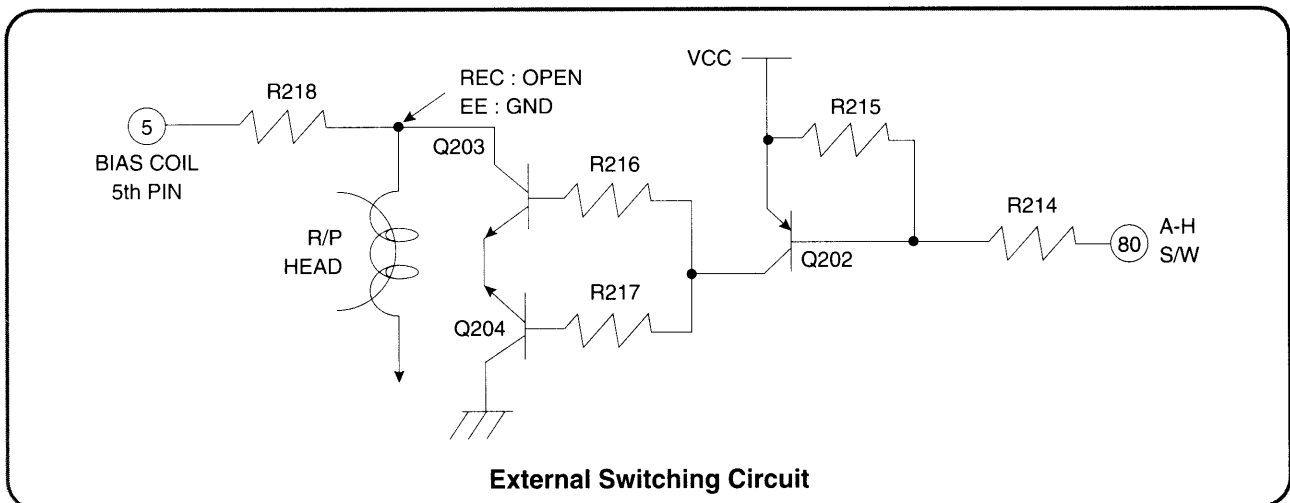 VCC
REC : OPEN
EE : GND
R218
R215
Q203
5
R216
BIAS COIL
5th PIN
R214
A-H
80
S/W
R/P
HEAD
Q202
R217
Q204
External Switching Circuit